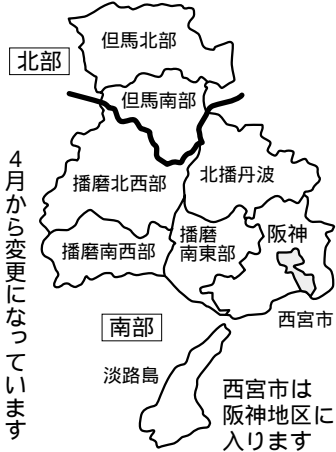 但馬北部
北部
但馬南部
播磨北西部
北播丹波
播磨南西部
播磨
南東部
阪神
西宮市
南部
淡路島
西宮市は
阪神地区に
入ります
4月から変更になっています